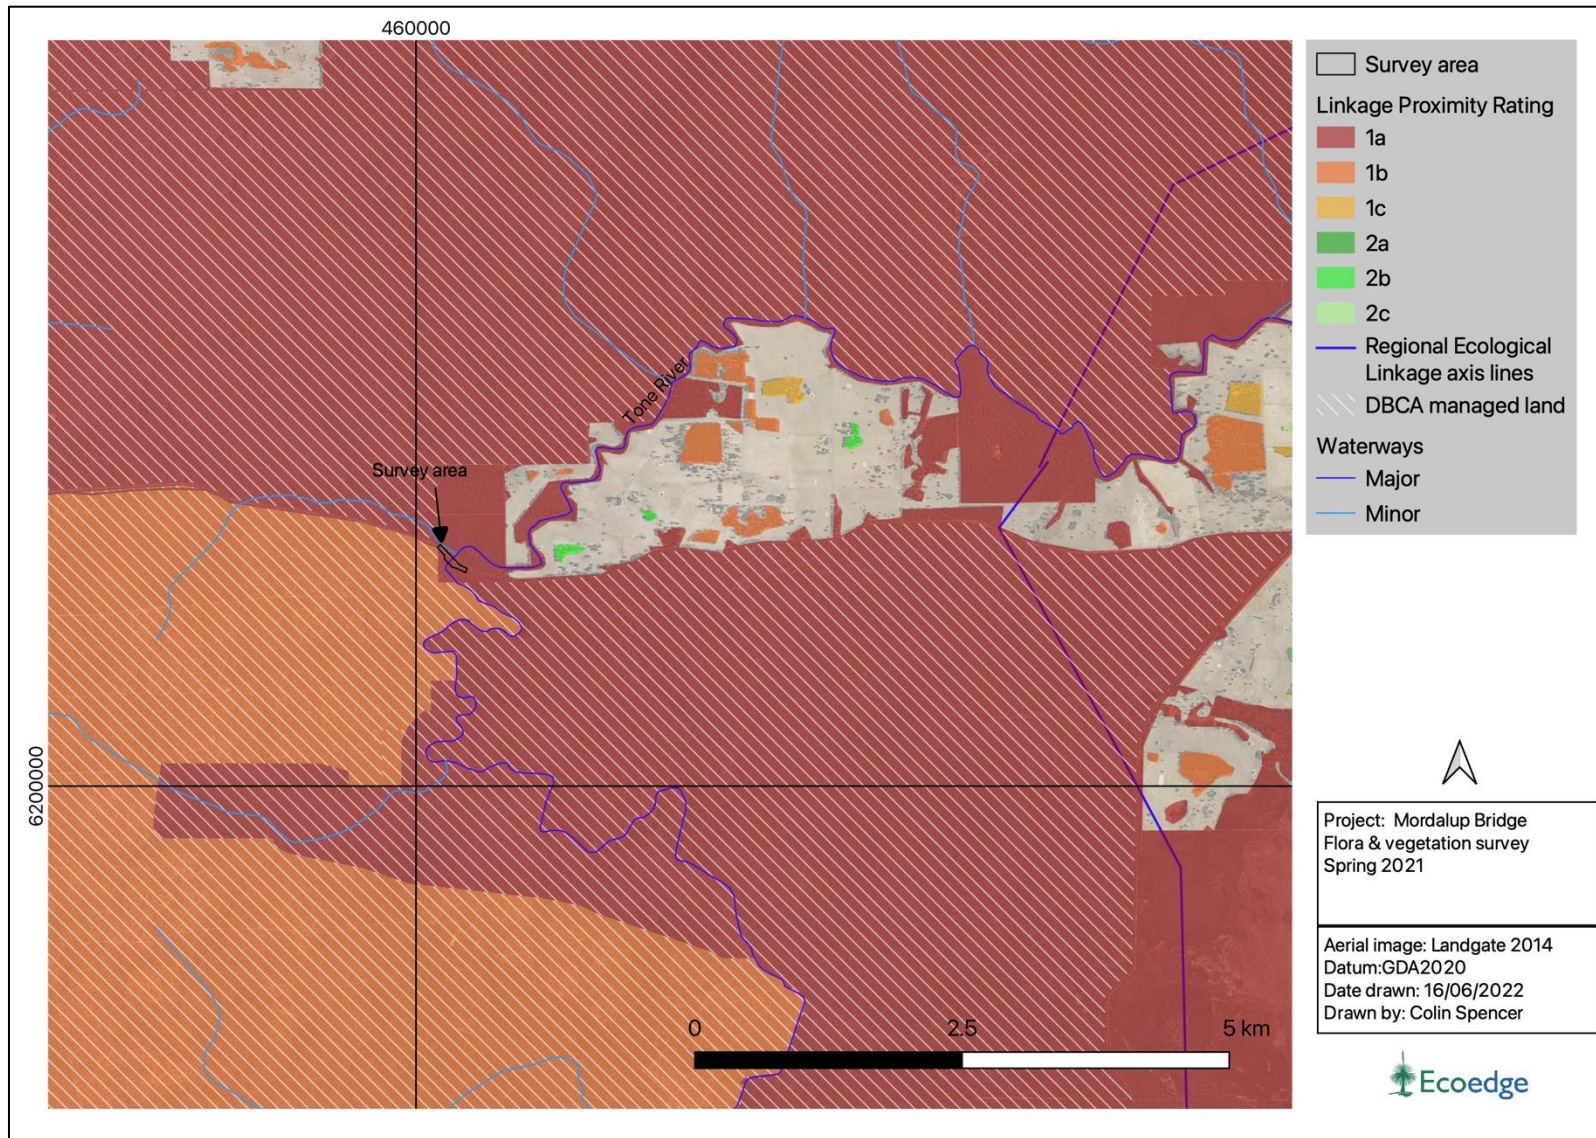 460000
6200000
Tone River
Survey area
0 2.5 5 km
Survey area
Linkage Proximity Rating
1a
1b
1c
2a
2b
2c
Regional Ecological
Linkage axis lines
DBCA managed land
Waterways
Major
Minor
Project: Mordalup Bridge
Flora & vegetation survey
Spring 2021
Aerial image: Landgate 2014
Datum:GDA2020
Date drawn: 16/06/2022
Drawn by: Colin Spencer
Ecoedge